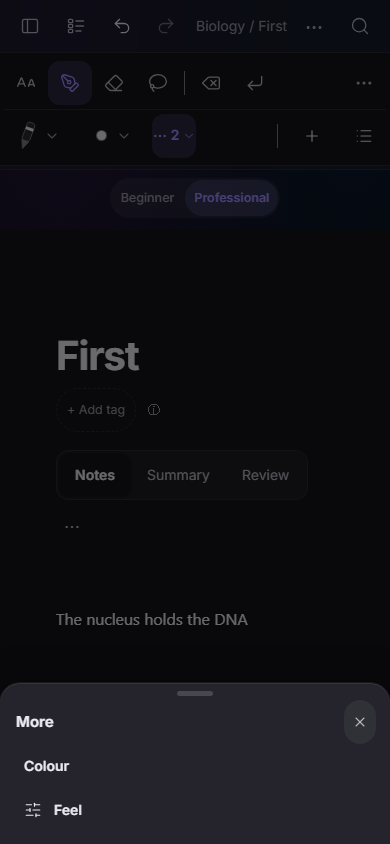 Biology / First
AA
2
Beginner
Professional
First
+ Add tag
Notes
Summary
Review
The nucleus holds the DNA
More
Colour
Feel